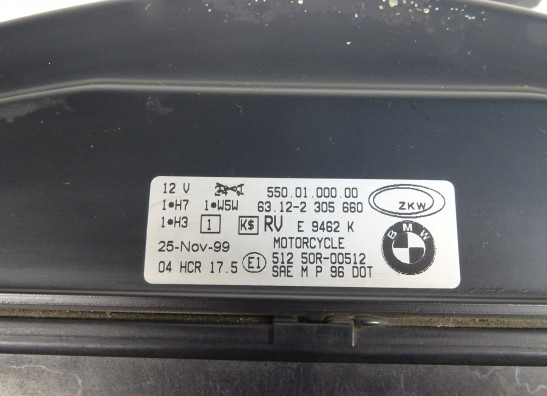 12 V 550.01.000.00
1*H7 1*W5W 63.12-2 305 660 ZKW
1*H3 1 K$ RV E 9462 K BMW
25-Nov-99 MOTORCYCLE
04 HCR 17.5 E1 512 50R-00512
SAE M P 96 DOT